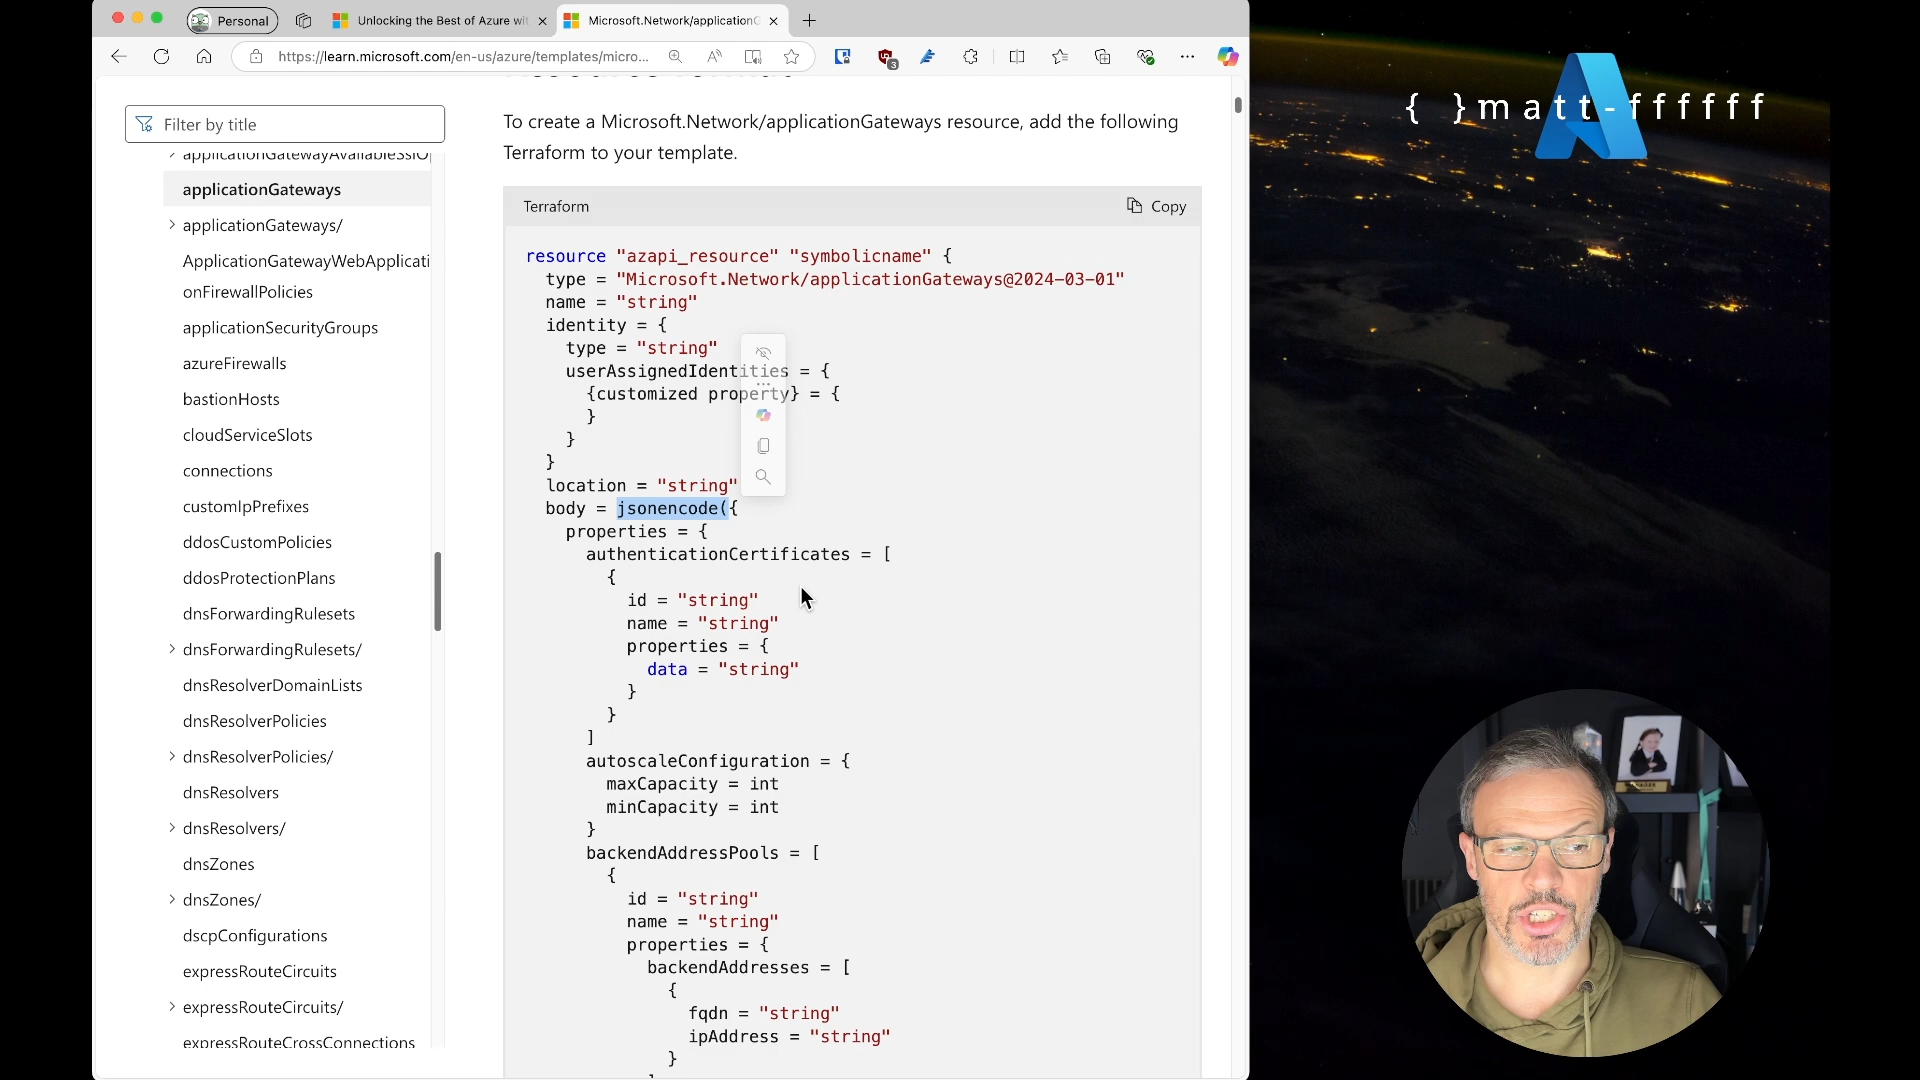 Personal
Unlocking the Best of Azure wi
Microsoft.Network/applicationG
https://learn.microsoft.com/en-us/azure/templates/micro...
3
{ }matt-ffffff
Filter by title
applicationGateways
applicationGateways/
ApplicationGatewayWebApplicati
onFirewallPolicies
applicationSecurityGroups
azureFirewalls
bastionHosts
cloudServiceSlots
connections
customIpPrefixes
ddosCustomPolicies
ddosProtectionPlans
dnsForwardingRulesets
dnsForwardingRulesets/
dnsResolverDomainLists
dnsResolverPolicies
dnsResolverPolicies/
dnsResolvers
dnsResolvers/
dnsZones
dnsZones/
dscpConfigurations
expressRouteCircuits
expressRouteCircuits/
expressRouteCrossConnections
To create a Microsoft.Network/applicationGateways resource, add the following
Terraform to your template.
Terraform
Copy
resource "azapi_resource" "symbolicname" {
type = "Microsoft.Network/applicationGateways@2024-03-01"
name = "string"
identity = {
type = "string"
userAssignedIdentities = {
{customized property} = {
}
}
}
location = "string"
body = jsonencode({
properties = {
authenticationCertificates = [
{
id = "string"
name = "string"
properties = {
data = "string"
}
}
]
autoscaleConfiguration = {
maxCapacity = int
minCapacity = int
}
backendAddressPools = [
{
id = "string"
name = "string"
properties = {
backendAddresses = [
{
fqdn = "string"
ipAddress = "string"
}